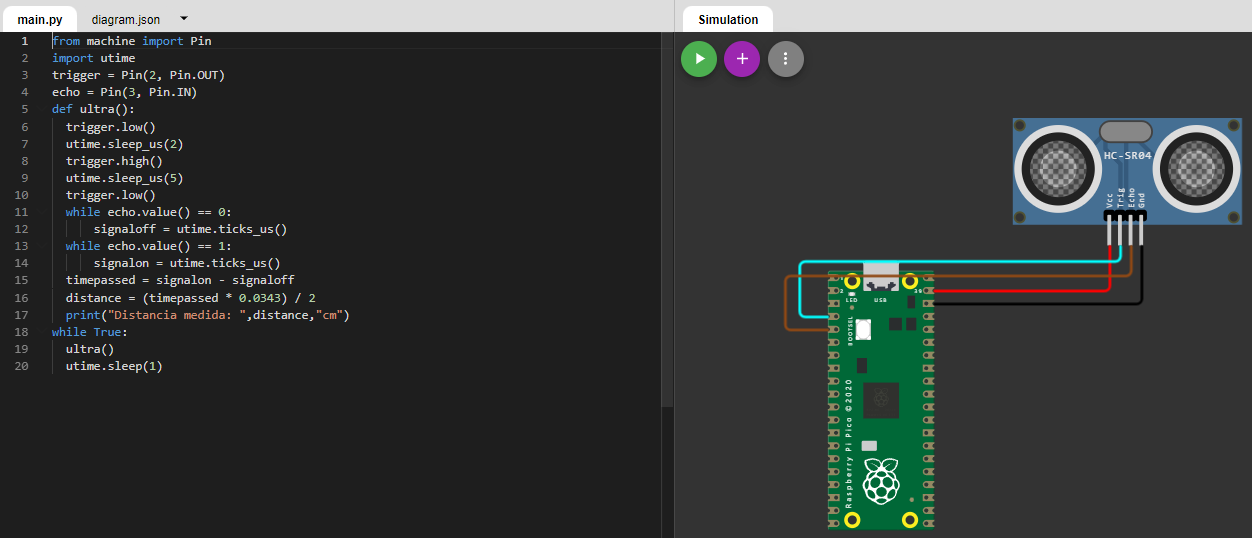 main.py diagram.json
Simulation
1 from machine import Pin
2 import utime
3 trigger = Pin(2, Pin.OUT)
4 echo = Pin(3, Pin.IN)
5 def ultra():
6 trigger.low()
7 utime.sleep_us(2)
8 trigger.high()
9 utime.sleep_us(5)
10 trigger.low()
11 while echo.value() == 0:
12 signaloff = utime.ticks_us()
13 while echo.value() == 1:
14 signalon = utime.ticks_us()
15 timepassed = signalon - signaloff
16 distance = (timepassed * 0.0343) / 2
17 print("Distancia medida: ",distance,"cm")
18 while True:
19 ultra()
20 utime.sleep(1)
HC-SR04
Vcc
Trig
Echo
Gnd
2
39
LED
USB
BOOTSEL
Raspberry Pi Pico ©2020